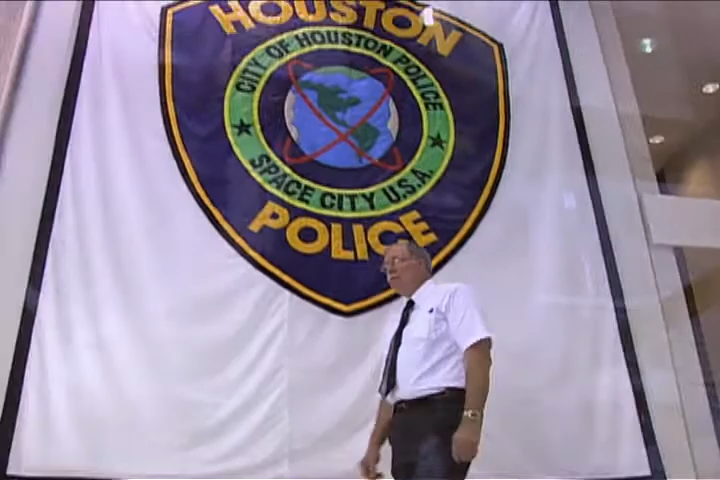 HOUSTON
CITY OF HOUSTON POLICE
SPACE CITY U.S.A.
POLICE